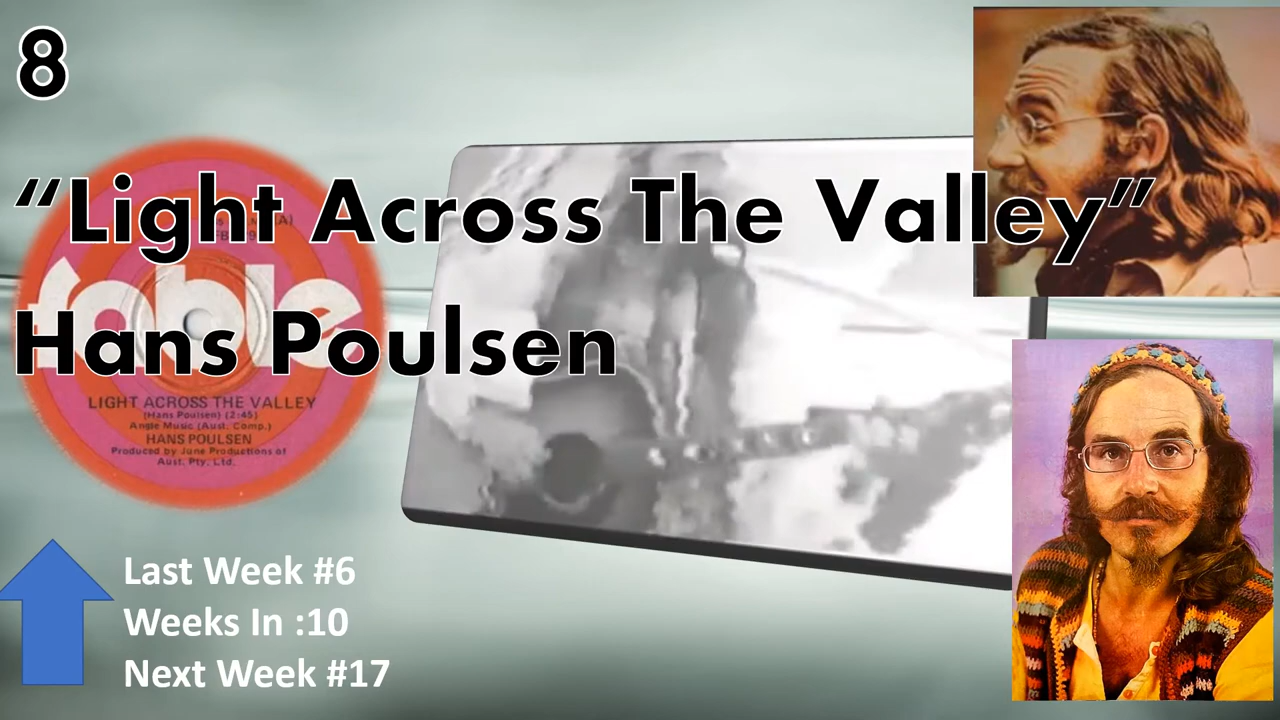 8
“Light Across The Valley”
Hans Poulsen
fable
LIGHT ACROSS THE VALLEY
(Hans Poulsen) (2:45)
Angle Music (Aust. Comp.)
HANS POULSEN
Produced by June Productions of
Aust. Pty. Ltd.
Last Week #6
Weeks In :10
Next Week #17